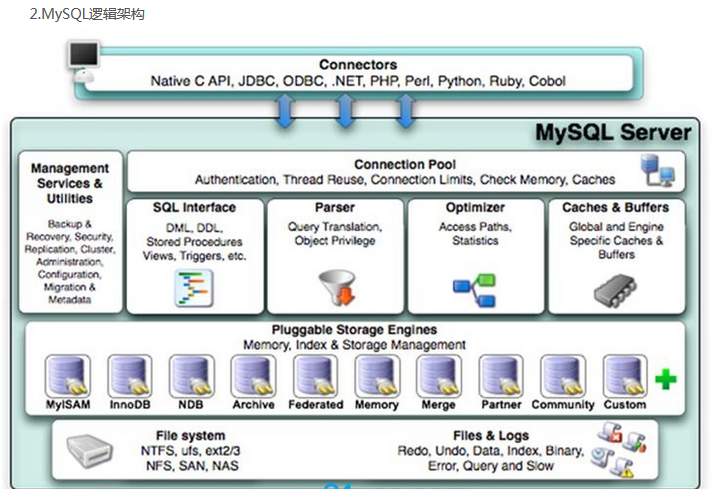 2.MySQL逻辑架构
Connectors
Native C API, JDBC, ODBC, .NET, PHP, Perl, Python, Ruby, Cobol
MySQL Server
Management
Services &
Utilities
Backup &
Recovery, Security,
Replication, Cluster,
Administration,
Configuration,
Migration &
Metadata
Connection Pool
Authentication, Thread Reuse, Connection Limits, Check Memory, Caches
SQL Interface
DML, DDL,
Stored Procedures
Views, Triggers, etc.
Parser
Query Translation,
Object Privilege
Optimizer
Access Paths,
Statistics
Caches & Buffers
Global and Engine
Specific Caches &
Buffers
Pluggable Storage Engines
Memory, Index & Storage Management
MyISAM
InnoDB
NDB
Archive
Federated
Memory
Merge
Partner
Community
Custom
File system
NTFS, ufs, ext2/3
NFS, SAN, NAS
Files & Logs
Redo, Undo, Data, Index, Binary,
Error, Query and Slow